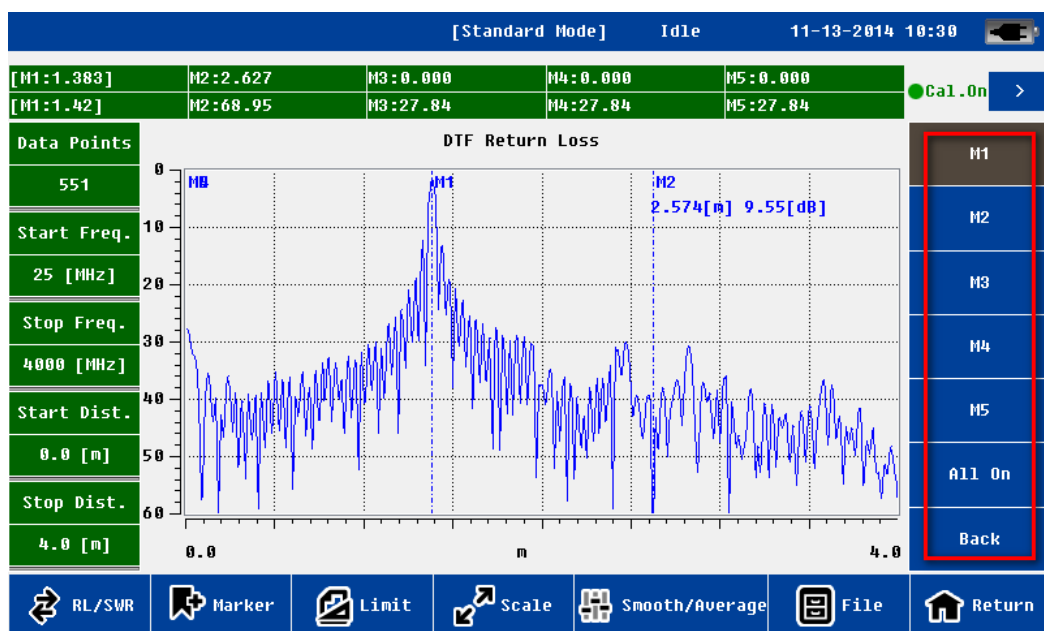 [Standard Mode] Idle 11-13-2014 10:30
[M1:1.383] M2:2.627 M3:0.000 M4:0.000 M5:0.000
[M1:1.42] M2:68.95 M3:27.84 M4:27.84 M5:27.84
Cal.On >
Data Points
551
Start Freq.
25 [MHz]
Stop Freq.
4000 [MHz]
Start Dist.
0.0 [m]
Stop Dist.
4.0 [m]
DTF Return Loss
M1 M2
2.574[m] 9.55[dB]
0
10
20
30
40
50
60
0.0 m 4.0
M1
M2
M3
M4
M5
All On
Back
RL/SWR Marker Limit Scale Smooth/Average File Return